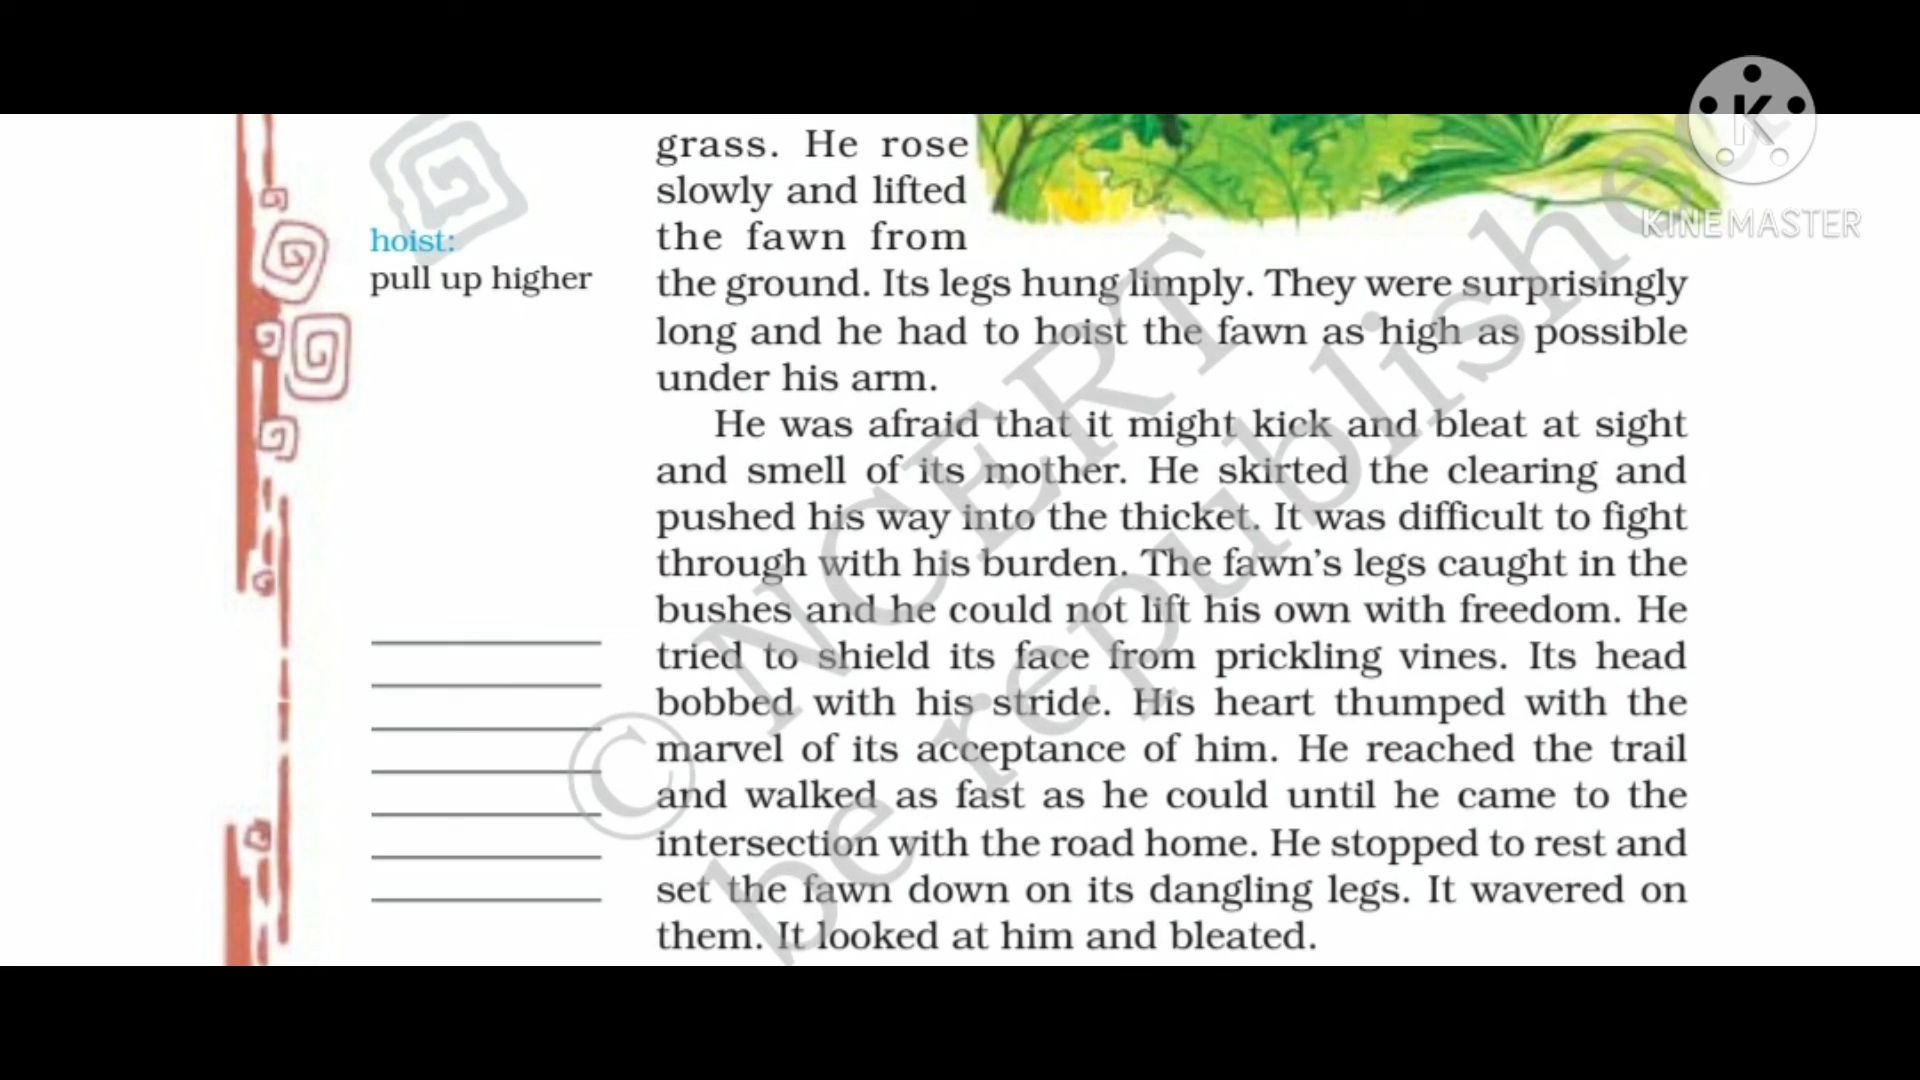 grass. He rose
slowly and lifted
the fawn from
the ground. Its legs hung limply. They were surprisingly
long and he had to hoist the fawn as high as possible
under his arm.
He was afraid that it might kick and bleat at sight
and smell of its mother. He skirted the clearing and
pushed his way into the thicket. It was difficult to fight
through with his burden. The fawn's legs caught in the
bushes and he could not lift his own with freedom. He
tried to shield its face from prickling vines. Its head
bobbed with his stride. His heart thumped with the
marvel of its acceptance of him. He reached the trail
and walked as fast as he could until he came to the
intersection with the road home. He stopped to rest and
set the fawn down on its dangling legs. It wavered on
them. It looked at him and bleated.
hoist:
pull up higher
K
KINEMASTER
© NCERT
be republished